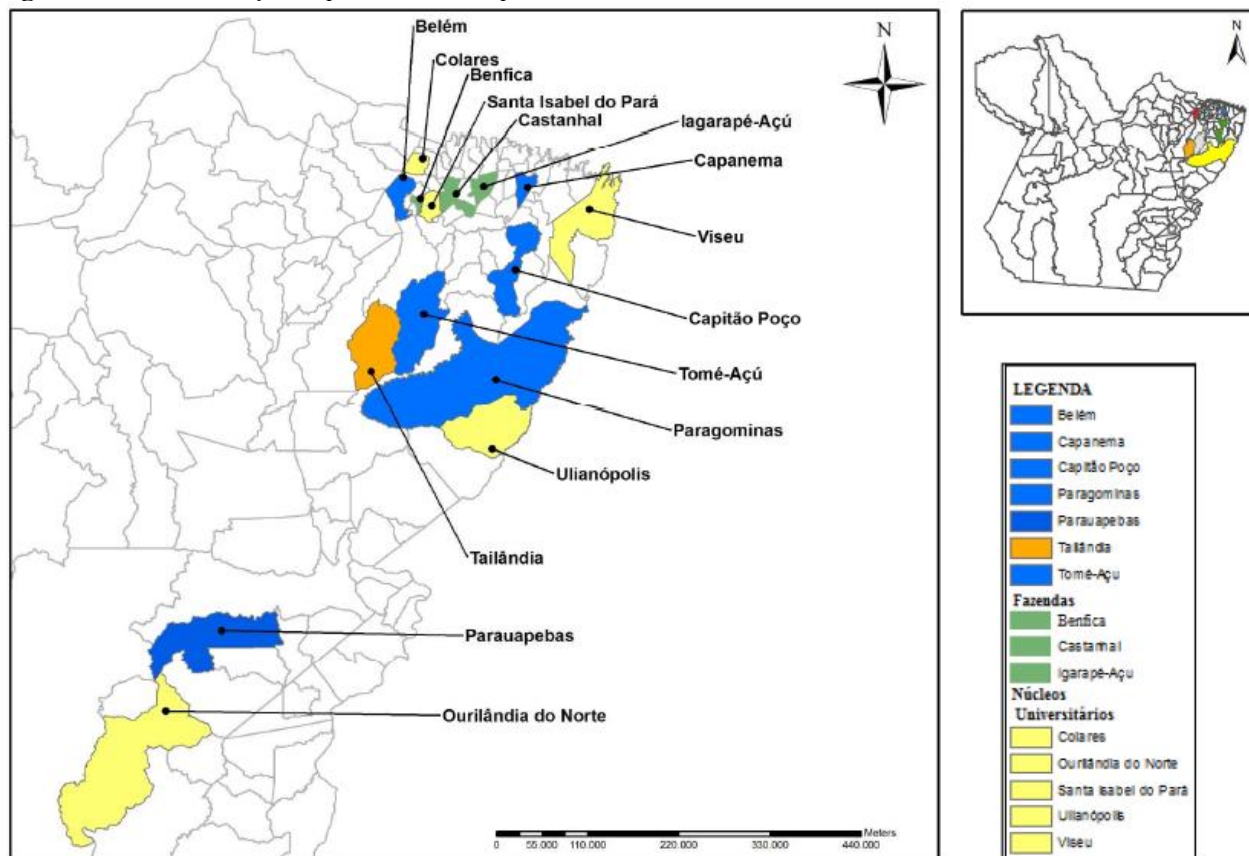 Belém
Colares
Benfica
Santa Isabel do Pará
Castanhal
Iagarapé-Açú
Capanema
Viseu
Capitão Poço
Tomé-Açú
Paragominas
Ulianópolis
Tailândia
Parauapebas
Ourilândia do Norte
N
0 55.000 110.000 220.000 330.000 440.000
Meters
N
LEGENDA
Belém
Capanema
Capitão Poço
Paragominas
Parauapebas
Tailândia
Tomé-Açu
Fazendas
Benfica
Castanhal
Igarapé-Açu
Núcleos
Universitários
Colares
Ourilândia do Norte
Santa Isabel do Pará
Ulianópolis
Viseu